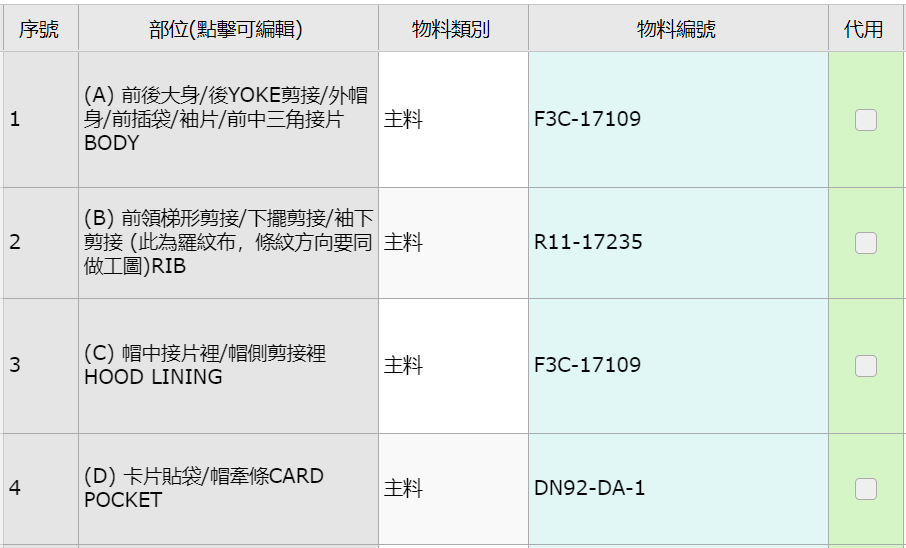 序號 部位(點擊可編輯) 物料類別 物料編號 代用
1 (A) 前後大身/後YOKE剪接/外帽
身/前插袋/袖片/前中三角接片
BODY 主料 F3C-17109
2 (B) 前領梯形剪接/下擺剪接/袖下
剪接 (此為羅紋布，條紋方向要同
做工圖)RIB 主料 R11-17235
3 (C) 帽中接片裡/帽側剪接裡
HOOD LINING 主料 F3C-17109
4 (D) 卡片貼袋/帽牽條CARD
POCKET 主料 DN92-DA-1